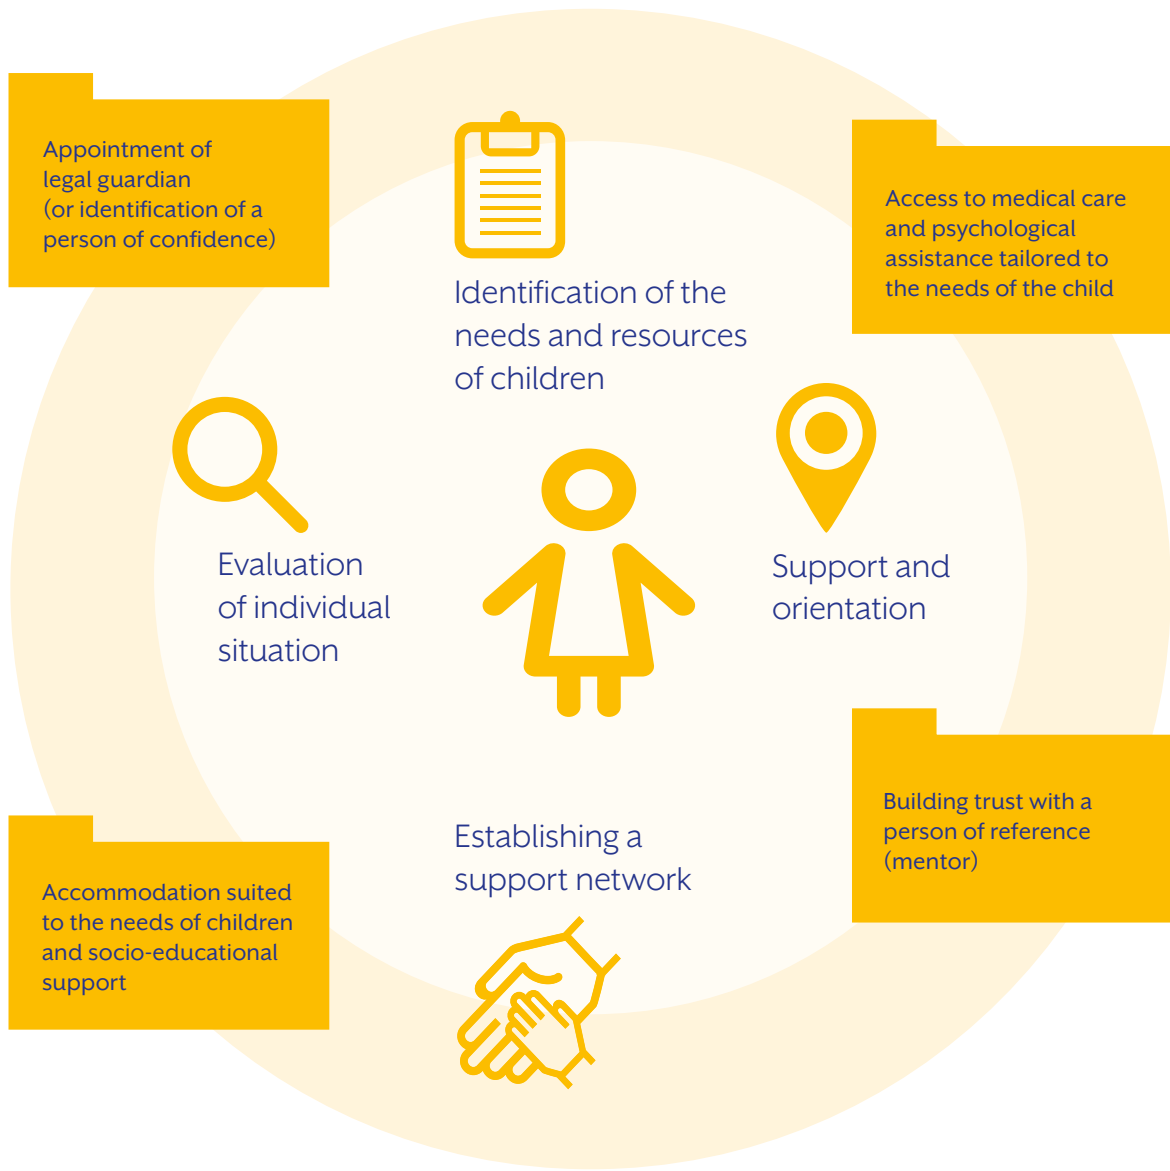 Appointment of
legal guardian
(or identification of a
person of confidence)
Identification of the
needs and resources
of children
Access to medical care
and psychological
assistance tailored to
the needs of the child
Evaluation
of individual
situation
Support and
orientation
Establishing a
support network
Building trust with a
person of reference
(mentor)
Accommodation suited
to the needs of children
and socio-educational
support